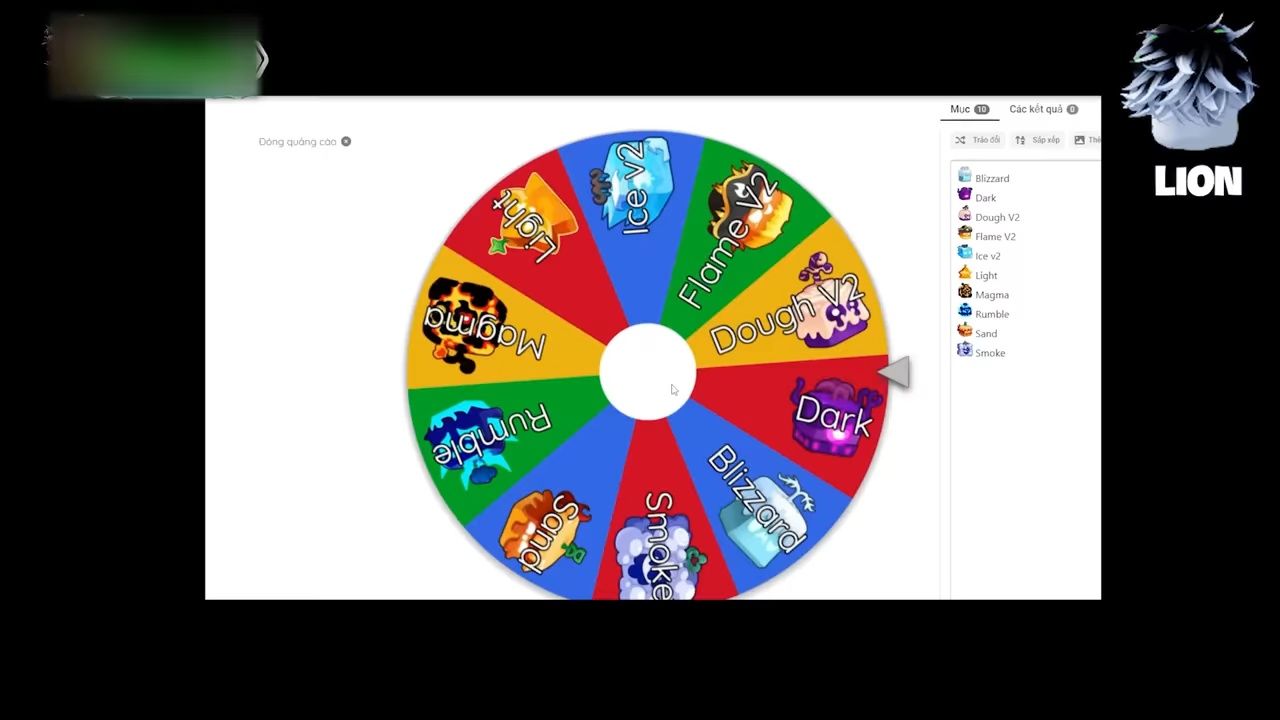 LION
Đóng quảng cáo
Mục 10
Các kết quả 0
Tráo đổi
Sắp xếp
Blizzard
Dark
Dough V2
Flame V2
Ice v2
Light
Magma
Rumble
Sand
Smoke
Ice v2
Flame V2
Dough V2
Dark
Blizzard
Smoke
Sand
Rumble
Magma
Light